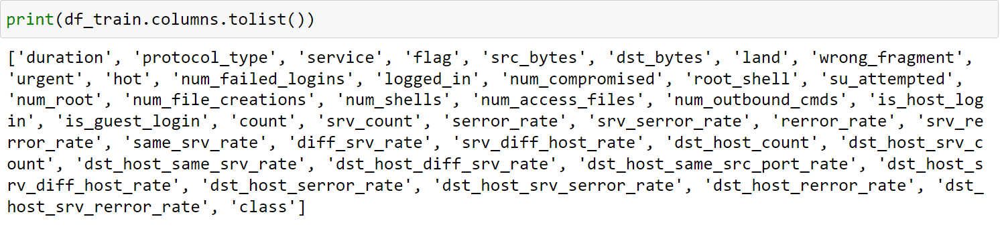 print(df_train.columns.tolist())
['duration', 'protocol_type', 'service', 'flag', 'src_bytes', 'dst_bytes', 'land', 'wrong_fragment',
'urgent', 'hot', 'num_failed_logins', 'logged_in', 'num_compromised', 'root_shell', 'su_attempted',
'num_root', 'num_file_creations', 'num_shells', 'num_access_files', 'num_outbound_cmds', 'is_host_log
in', 'is_guest_login', 'count', 'srv_count', 'serror_rate', 'srv_serror_rate', 'rerror_rate', 'srv_re
rror_rate', 'same_srv_rate', 'diff_srv_rate', 'srv_diff_host_rate', 'dst_host_count', 'dst_host_srv_c
ount', 'dst_host_same_srv_rate', 'dst_host_diff_srv_rate', 'dst_host_same_src_port_rate', 'dst_host_s
rv_diff_host_rate', 'dst_host_serror_rate', 'dst_host_srv_serror_rate', 'dst_host_rerror_rate', 'dst_
host_srv_rerror_rate', 'class']